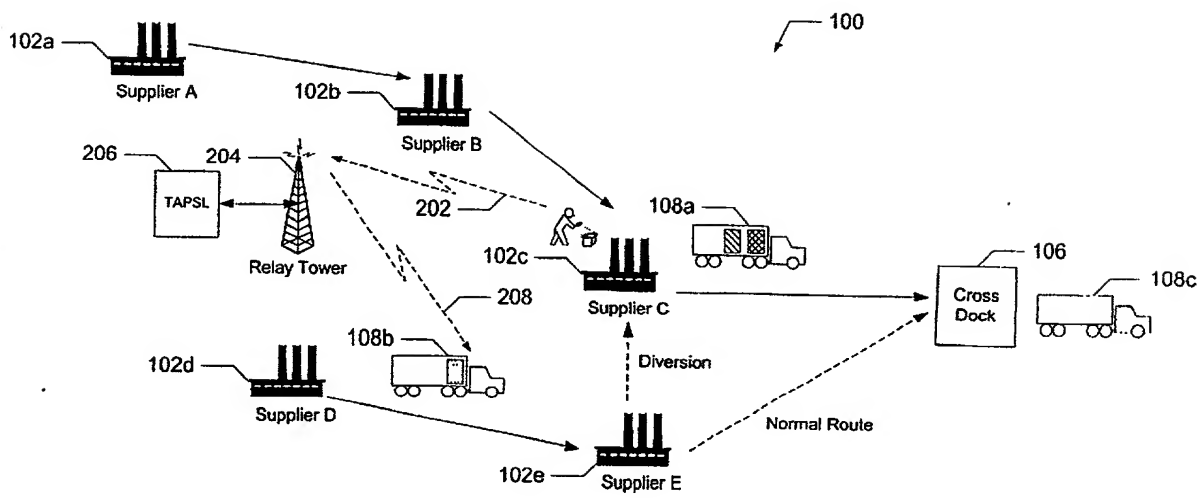 100
102a
Supplier A
102b
Supplier B
206
204
TAPSL
202
Relay Tower
108a
102c
Supplier C
106
Cross
Dock
108c
208
108b
Diversion
102d
Supplier D
Normal Route
102e
Supplier E